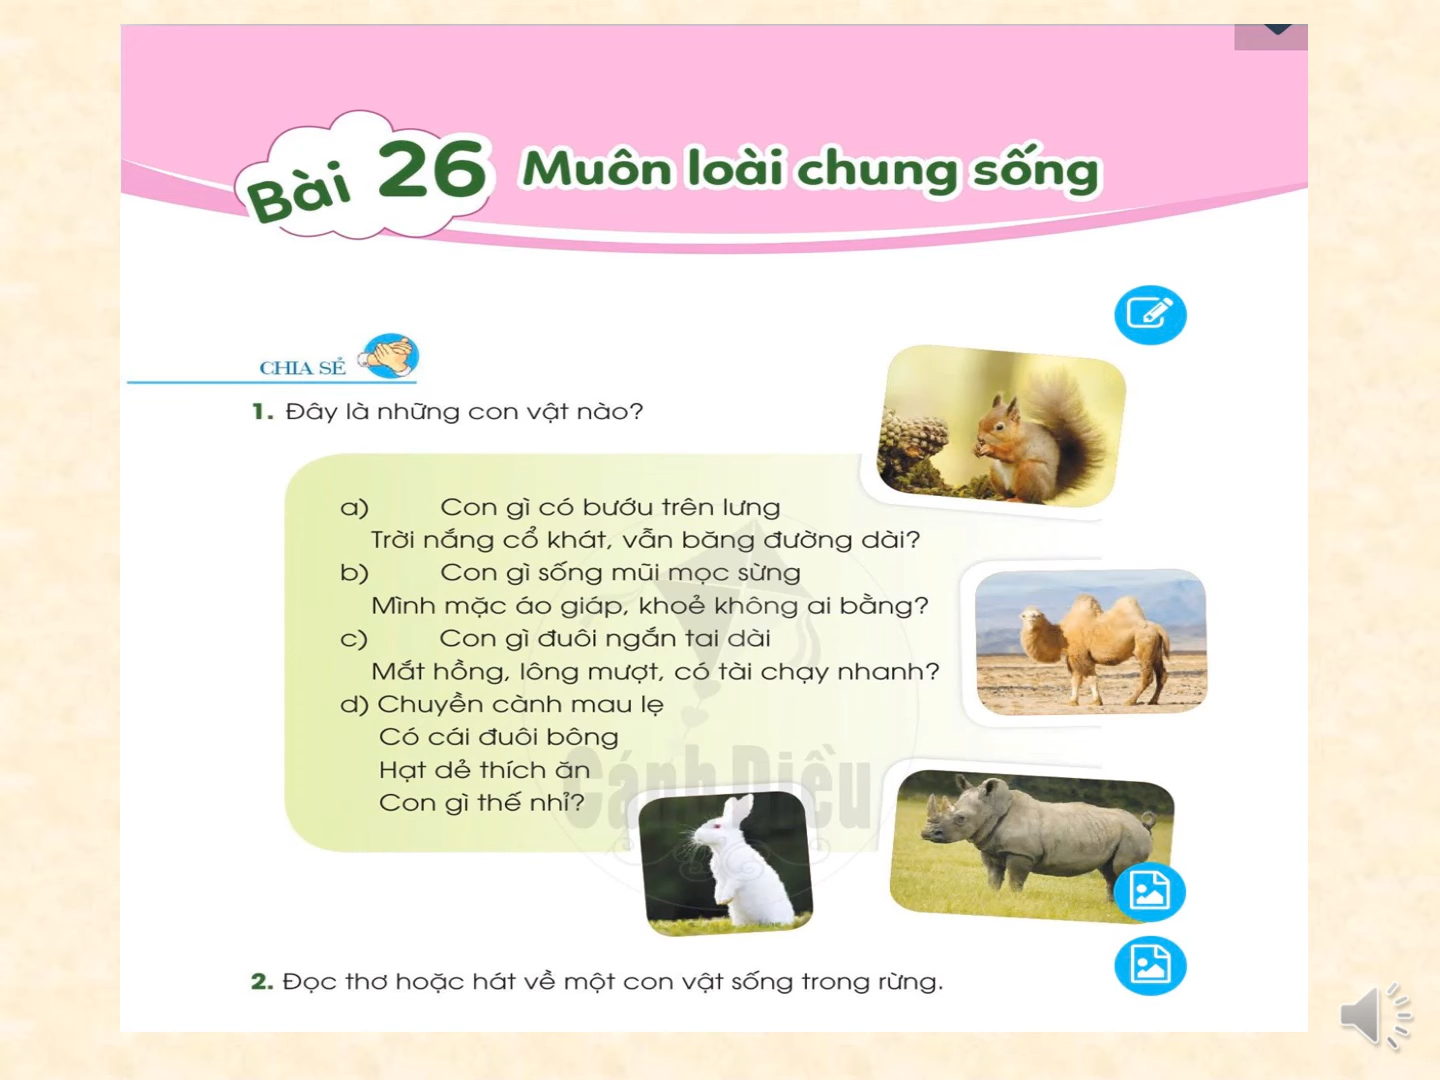 Bài 26 Muôn loài chung sống
CHIA SẺ
1. Đây là những con vật nào?
a) Con gì có bướu trên lưng
Trời nắng cổ khát, vẫn băng đường dài?
b) Con gì sống mũi mọc sừng
Mình mặc áo giáp, khoẻ không ai bằng?
c) Con gì đuôi ngắn tai dài
Mắt hồng, lông mượt, có tài chạy nhanh?
d) Chuyền cành mau lẹ
Có cái đuôi bông
Hạt dẻ thích ăn
Con gì thế nhỉ?
Cánh Diều
2. Đọc thơ hoặc hát về một con vật sống trong rừng.